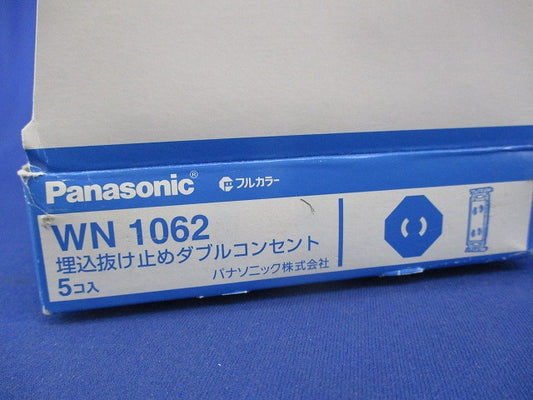 Panasonic® フルカラー
WN 1062
埋込抜け止めダブルコンセント
パナソニック株式会社
5コ入